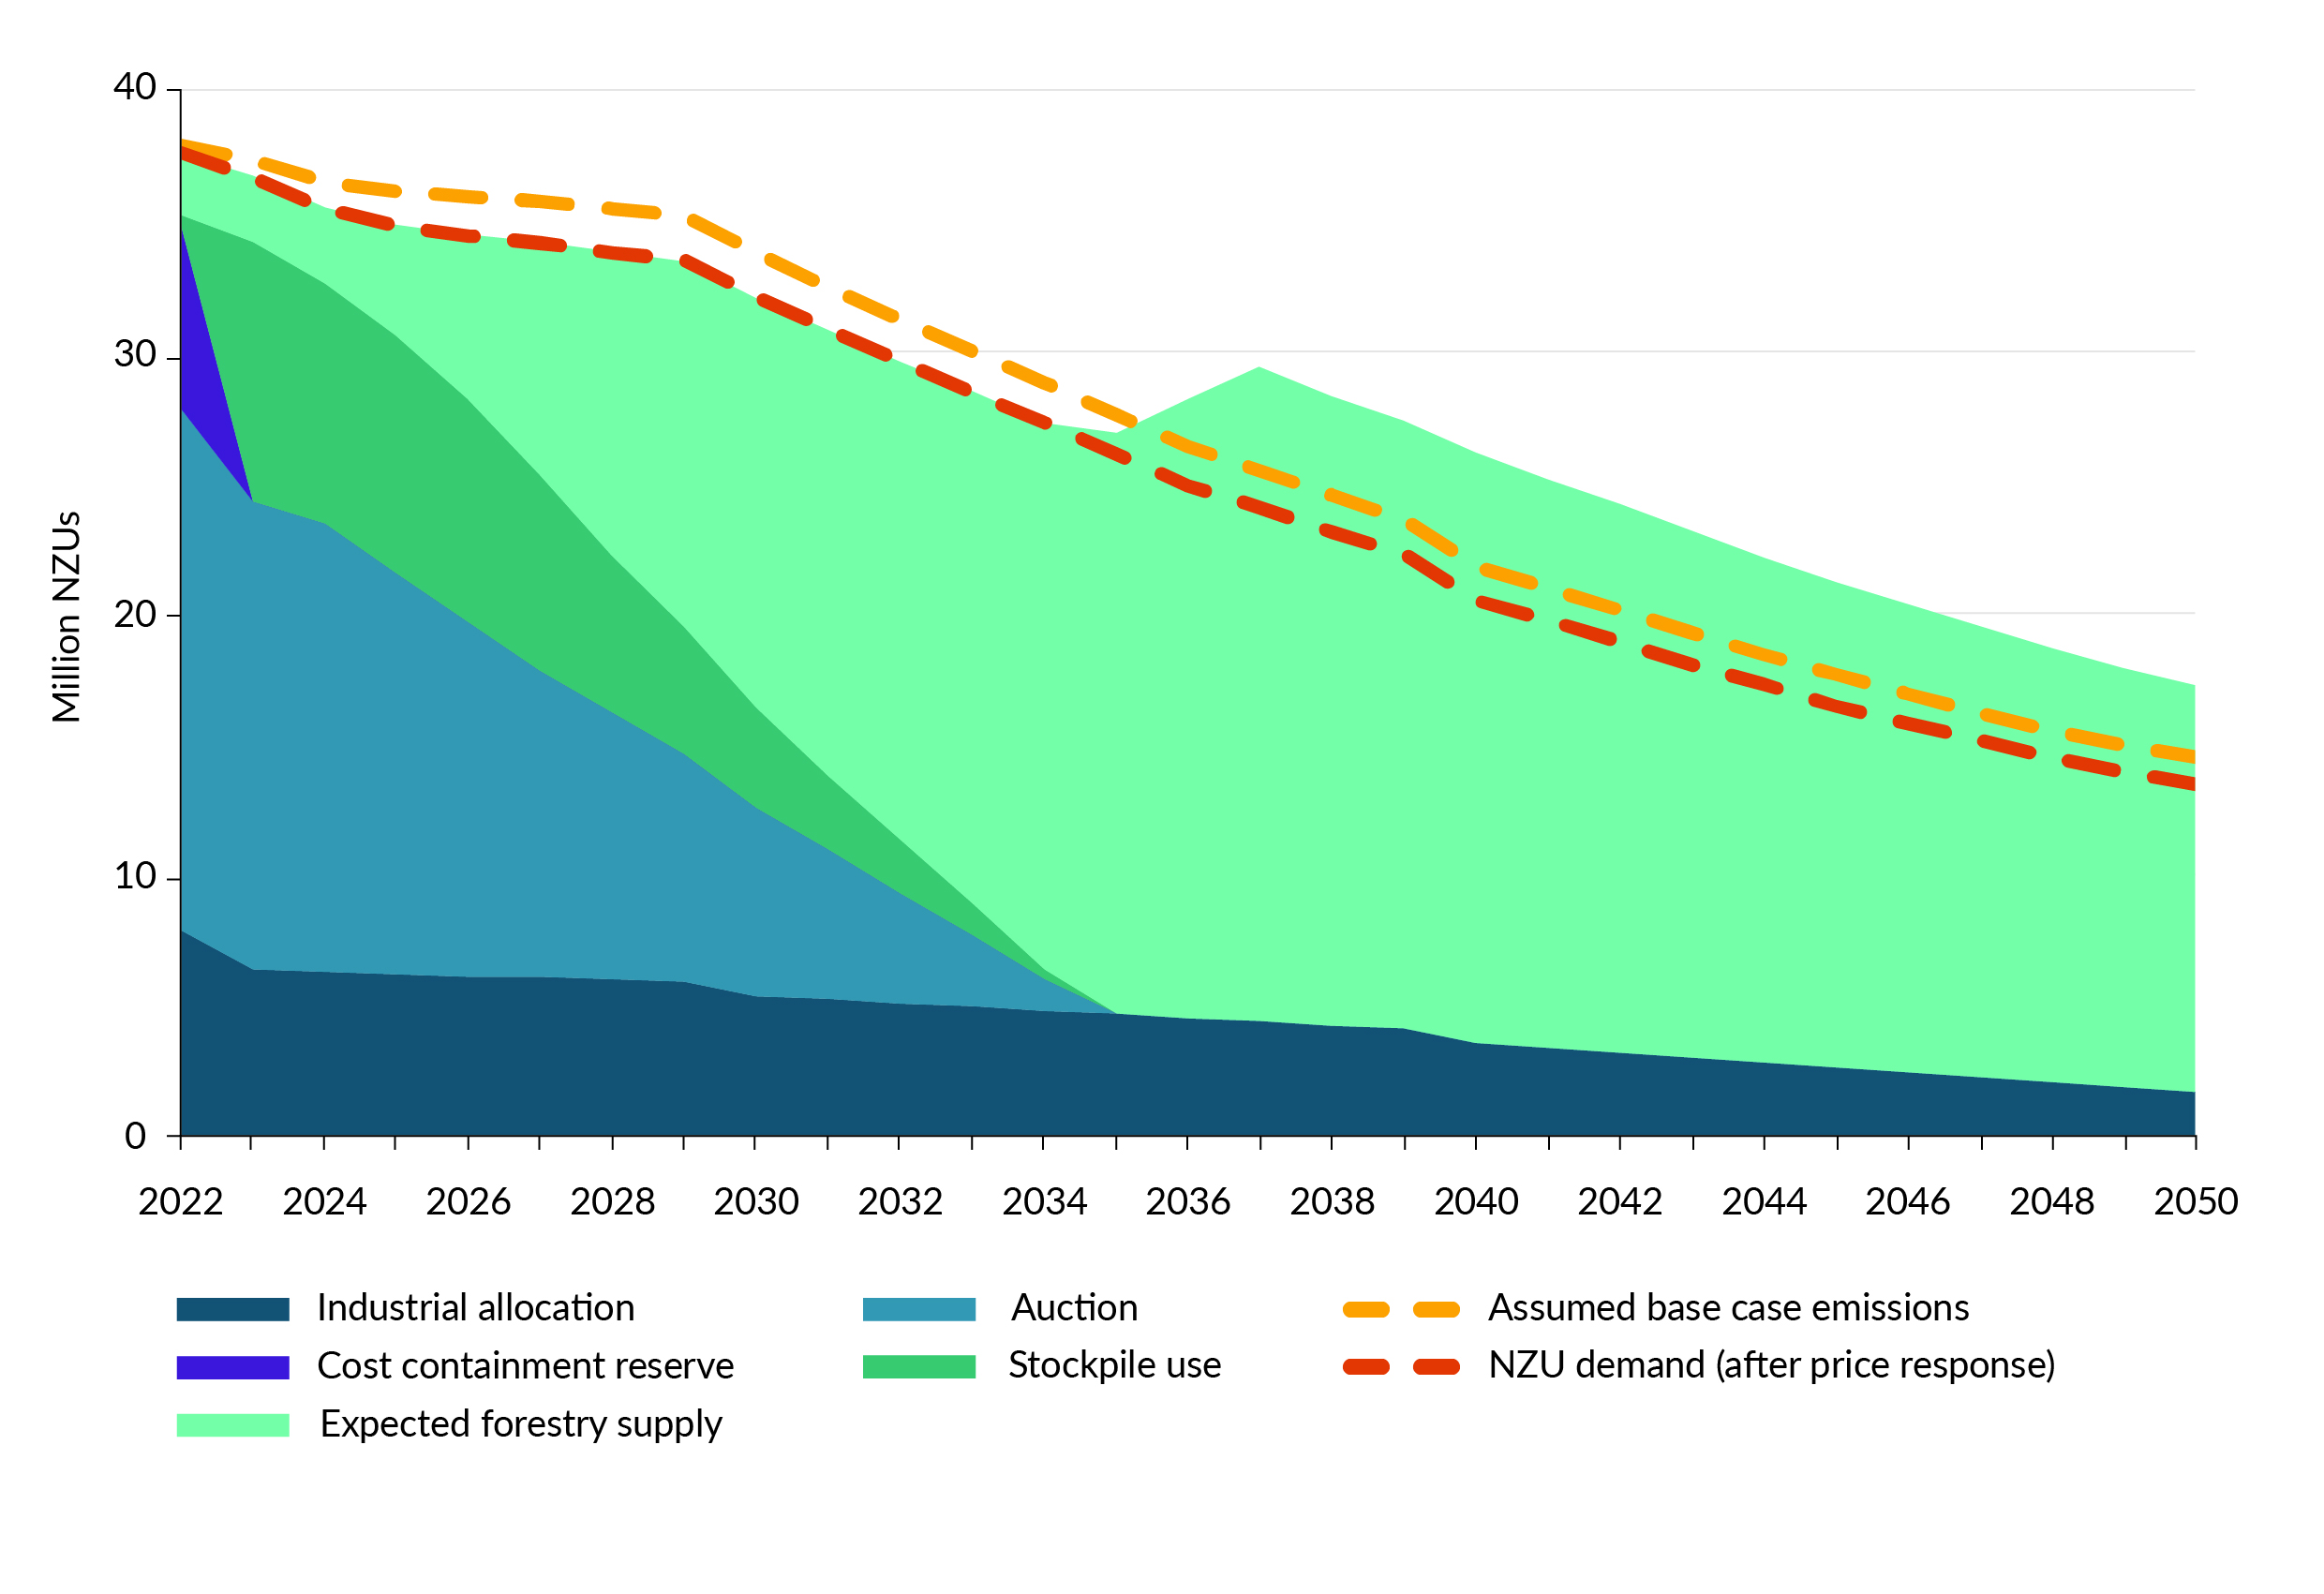 40
30
20
10
0
Million NZUs
2022 2024 2026 2028 2030 2032 2034 2036 2038 2040 2042 2044 2046 2048 2050
Industrial allocation Auction Assumed base case emissions
Cost containment reserve Stockpile use NZU demand (after price response)
Expected forestry supply